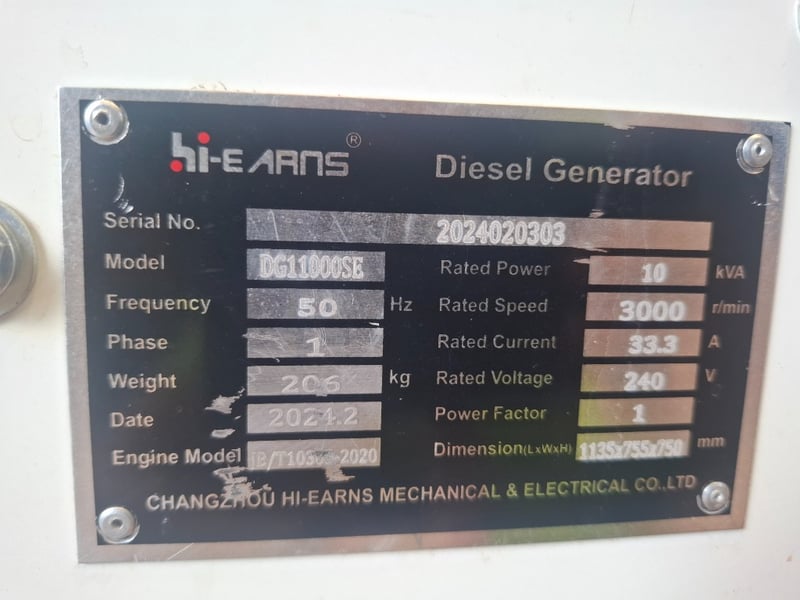 hi-EARNS® Diesel Generator
Serial No. 2024020303
Model DG11000SE Rated Power 10 kVA
Frequency 50 Hz Rated Speed 3000 r/min
Phase 1 Rated Current 33.3 A
Weight 206 kg Rated Voltage 240 V
Date 2024.2 Power Factor 1
Engine Model Dimension(LxWxH) 1135x755x750 mm
CHANGZHOU HI-EARNS MECHANICAL & ELECTRICAL CO.,LTD